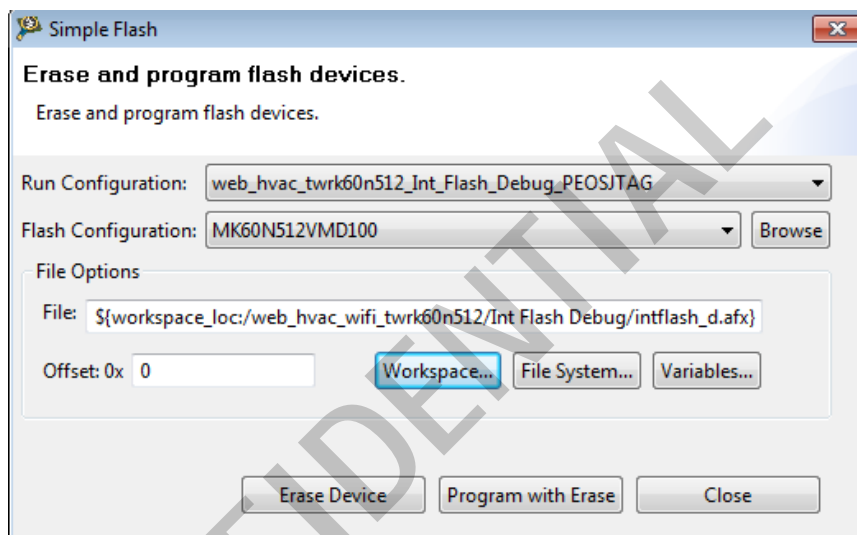 Simple Flash
Erase and program flash devices.
Erase and program flash devices.
Run Configuration: web_hvac_twrk60n512_Int_Flash_Debug_PEOSJTAG
Flash Configuration: MK60N512VMD100 Browse
File Options
File: ${workspace_loc:/web_hvac_wifi_twrk60n512/Int Flash Debug/intflash_d.afx}
Offset: 0x 0 Workspace... File System... Variables...
Erase Device Program with Erase Close
FIDENTIAL